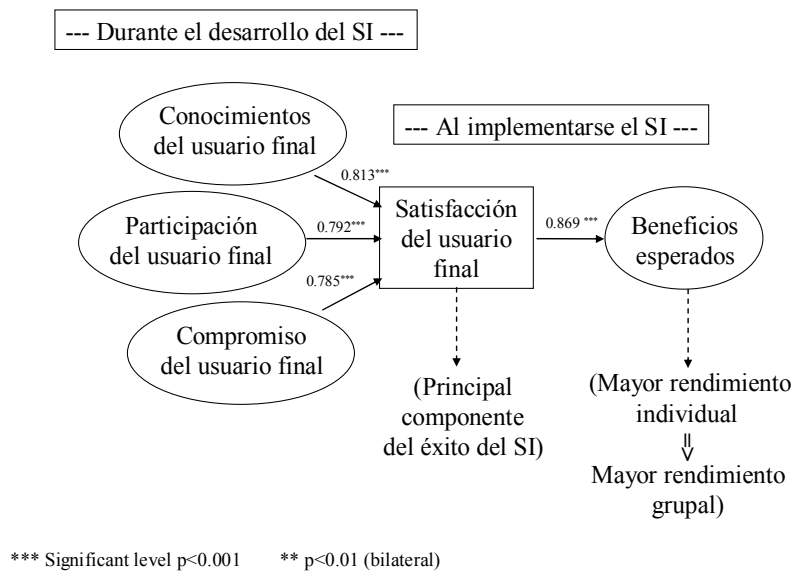 --- Durante el desarrollo del SI ---
Conocimientos
del usuario final
--- Al implementarse el SI ---
0.813***
Participación
del usuario final
0.792***
Satisfacción
del usuario
final
0.869 ***
Beneficios
esperados
0.785***
Compromiso
del usuario final
(Principal
componente
del éxito del SI)
(Mayor rendimiento
individual
Mayor rendimiento
grupal)
*** Significant level p<0.001 ** p<0.01 (bilateral)